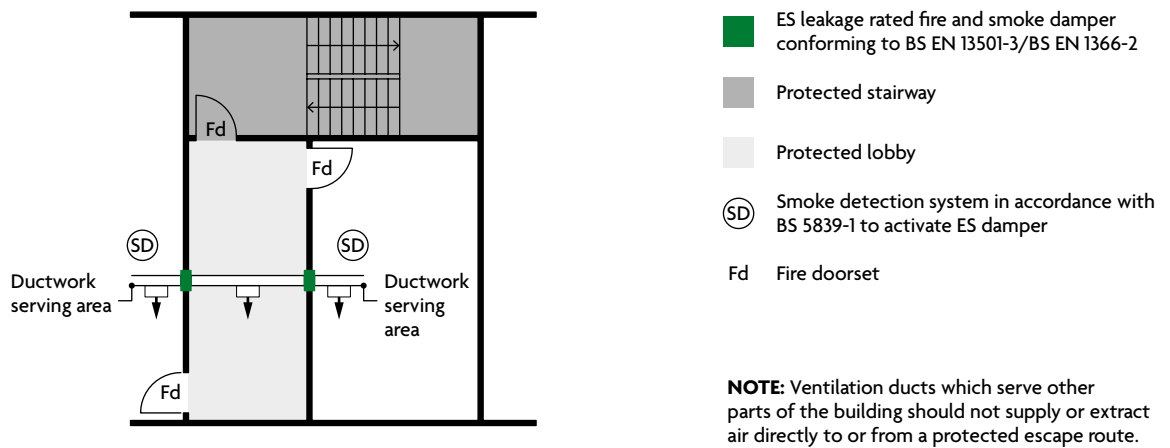 Fd
Fd
SD
SD
Ductwork
serving area
Ductwork
serving
area
Fd
ES leakage rated fire and smoke damper
conforming to BS EN 13501-3/BS EN 1366-2
Protected stairway
Protected lobby
SD
Smoke detection system in accordance with
BS 5839-1 to activate ES damper
Fd Fire doorset
NOTE: Ventilation ducts which serve other
parts of the building should not supply or extract
air directly to or from a protected escape route.